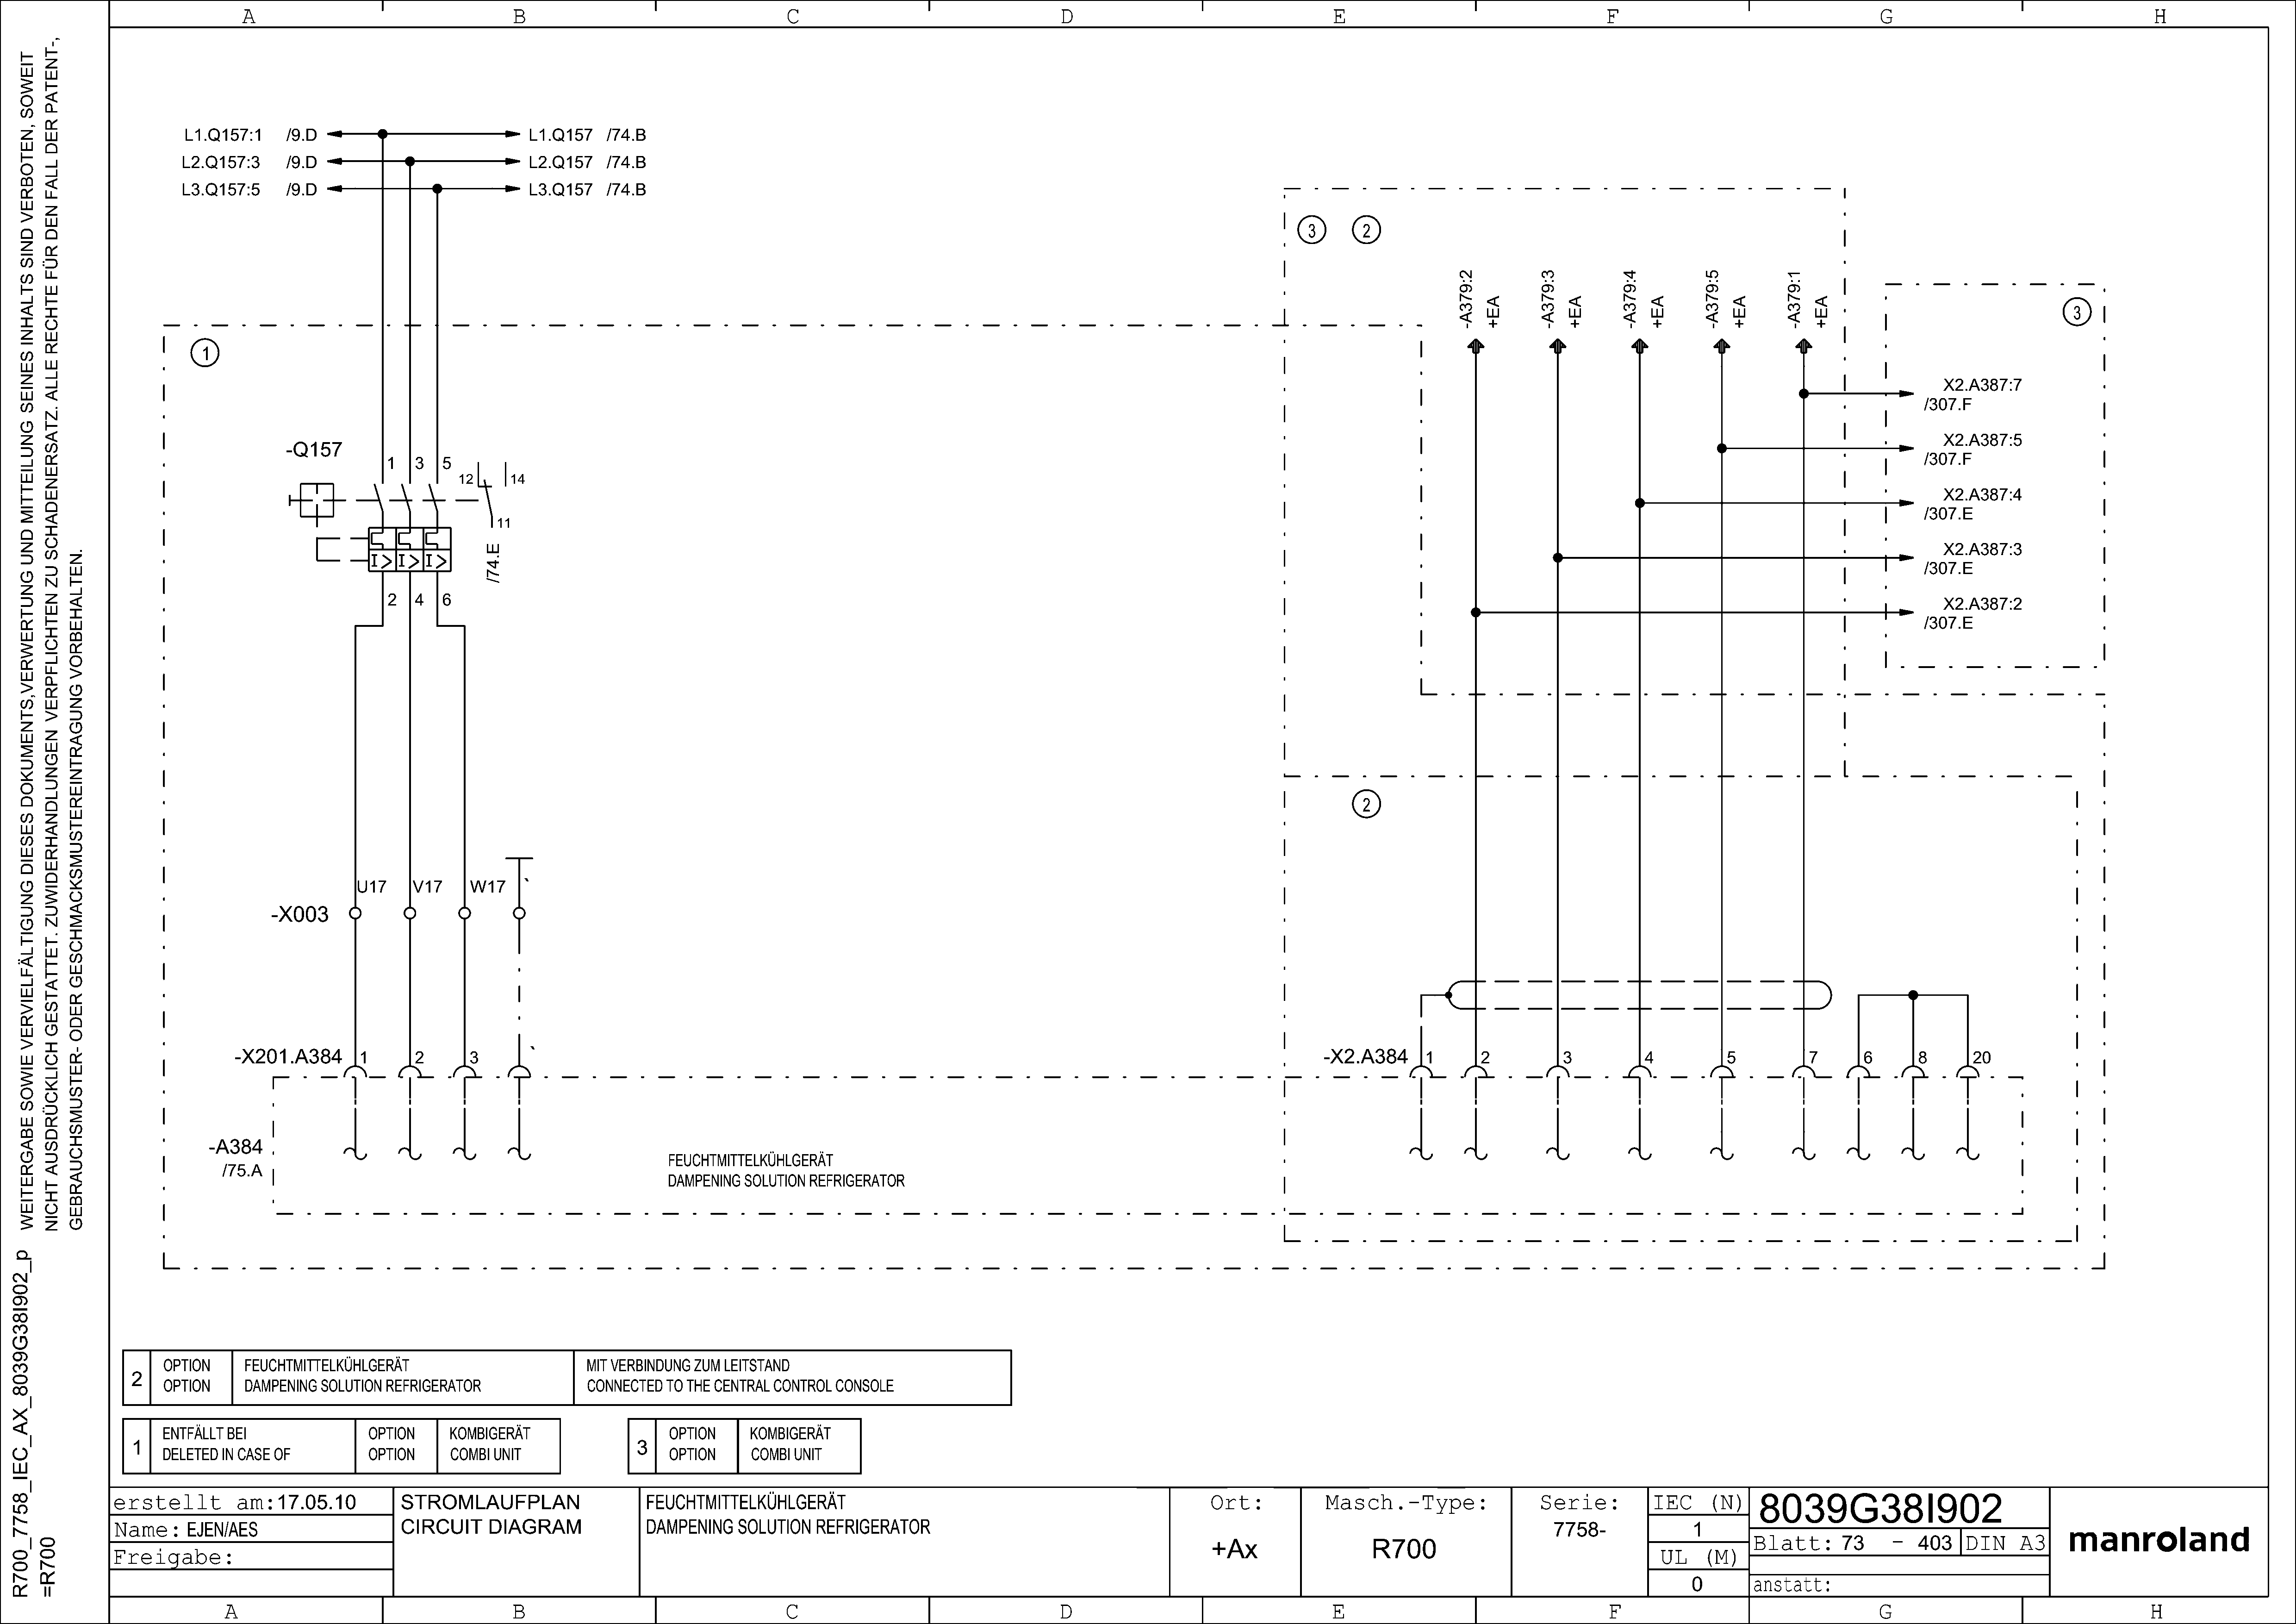 A B C D E F G H
L1.Q157:1 /9.D L1.Q157 /74.B
L2.Q157:3 /9.D L2.Q157 /74.B
L3.Q157:5 /9.D L3.Q157 /74.B
3 2
-A379:2 +EA
-A379:3 +EA
-A379:4 +EA
-A379:5 +EA
-A379:1 +EA
3
1
X2.A387:7
/307.F
X2.A387:5
/307.F
X2.A387:4
/307.E
X2.A387:3
/307.E
X2.A387:2
/307.E
-Q157
1 3 5
12 14
11
I> I> I>
/74.E
2 4 6
2
U17 V17 W17
-X003
-X201.A384 1 2 3
-X2.A384 1 2 3 4 5 7 6 8 20
-A384
/75.A
FEUCHTMITTELKÜHLGERÄT
DAMPENING SOLUTION REFRIGERATOR
2
OPTION FEUCHTMITTELKÜHLGERÄT MIT VERBINDUNG ZUM LEITSTAND
OPTION DAMPENING SOLUTION REFRIGERATOR CONNECTED TO THE CENTRAL CONTROL CONSOLE
1
ENTFÄLLT BEI OPTION KOMBIGERÄT
DELETED IN CASE OF OPTION COMBI UNIT
3
OPTION KOMBIGERÄT
OPTION COMBI UNIT
erstellt am:17.05.10
Name: EJEN/AES
Freigabe:
STROMLAUFPLAN
CIRCUIT DIAGRAM
FEUCHTMITTELKÜHLGERÄT
DAMPENING SOLUTION REFRIGERATOR
Ort:
+Ax
Masch.-Type:
R700
Serie:
7758-
IEC (N)
1
UL (M)
0
8039G38I902
Blatt: 73 - 403 DIN A3
anstatt:
manroland
A B C D E F G H
WEITERGABE SOWIE VERVIELFÄLTIGUNG DIESES DOKUMENTS,VERWERTUNG UND MITTEILUNG SEINES INHALTS SIND VERBOTEN, SOWEIT
NICHT AUSDRÜCKLICH GESTATTET. ZUWIDERHANDLUNGEN VERPFLICHTEN ZU SCHADENERSATZ. ALLE RECHTE FÜR DEN FALL DER PATENT-,
GEBRAUCHSMUSTER- ODER GESCHMACKSMUSTEREINTRAGUNG VORBEHALTEN.
R700_7758_IEC_AX_8039G38I902_p
=R700